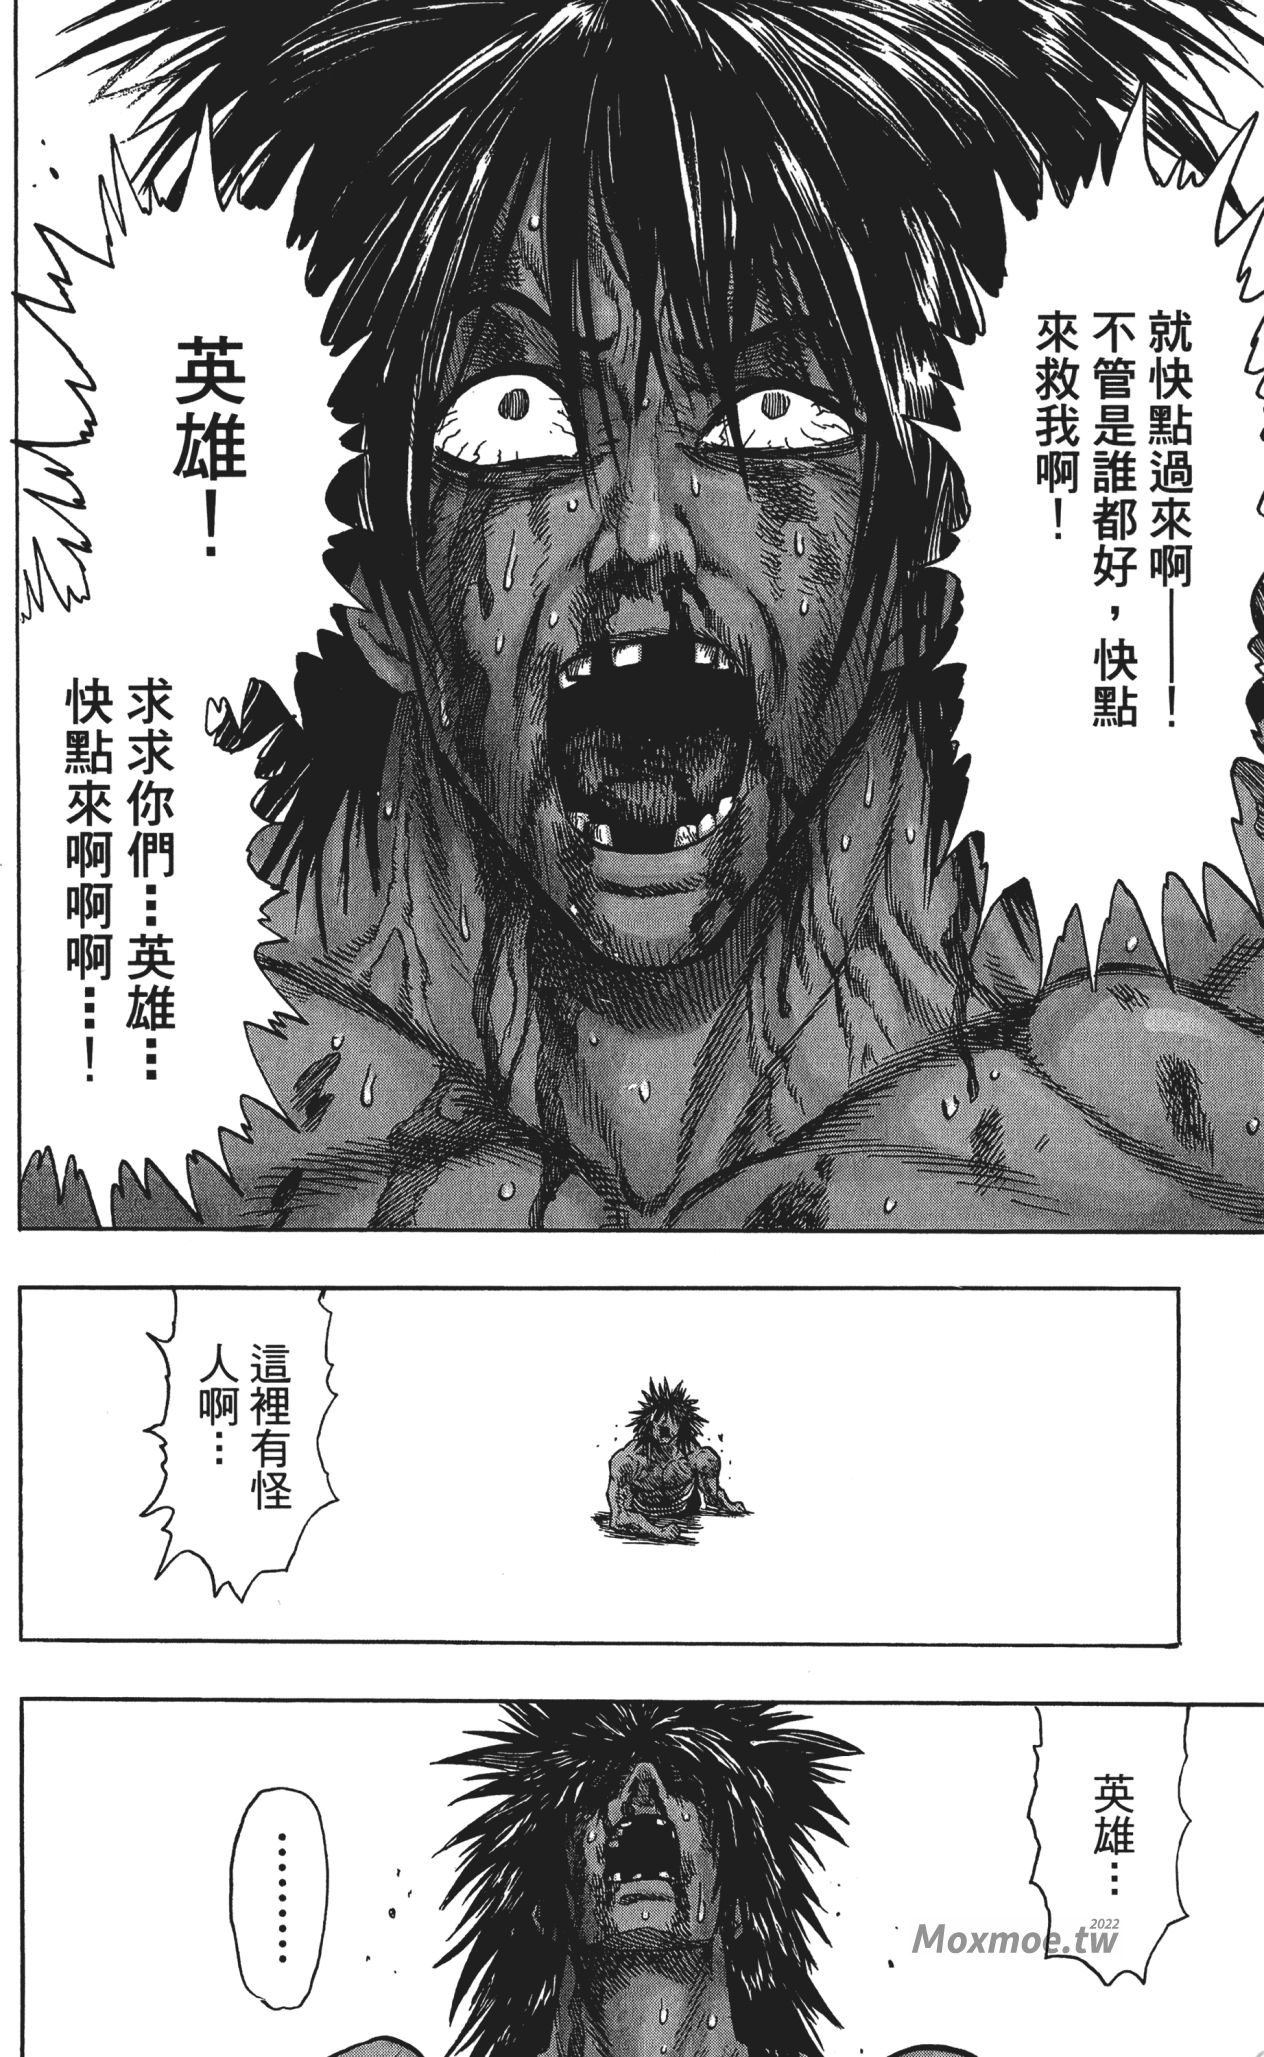 就快點過來啊——！
不管是誰都好，快點
來救我啊！
英雄！
求求你們…英雄…
快點來啊啊啊…！
這裡有怪
人啊…
英雄…
………
Moxmoe.tw
2022